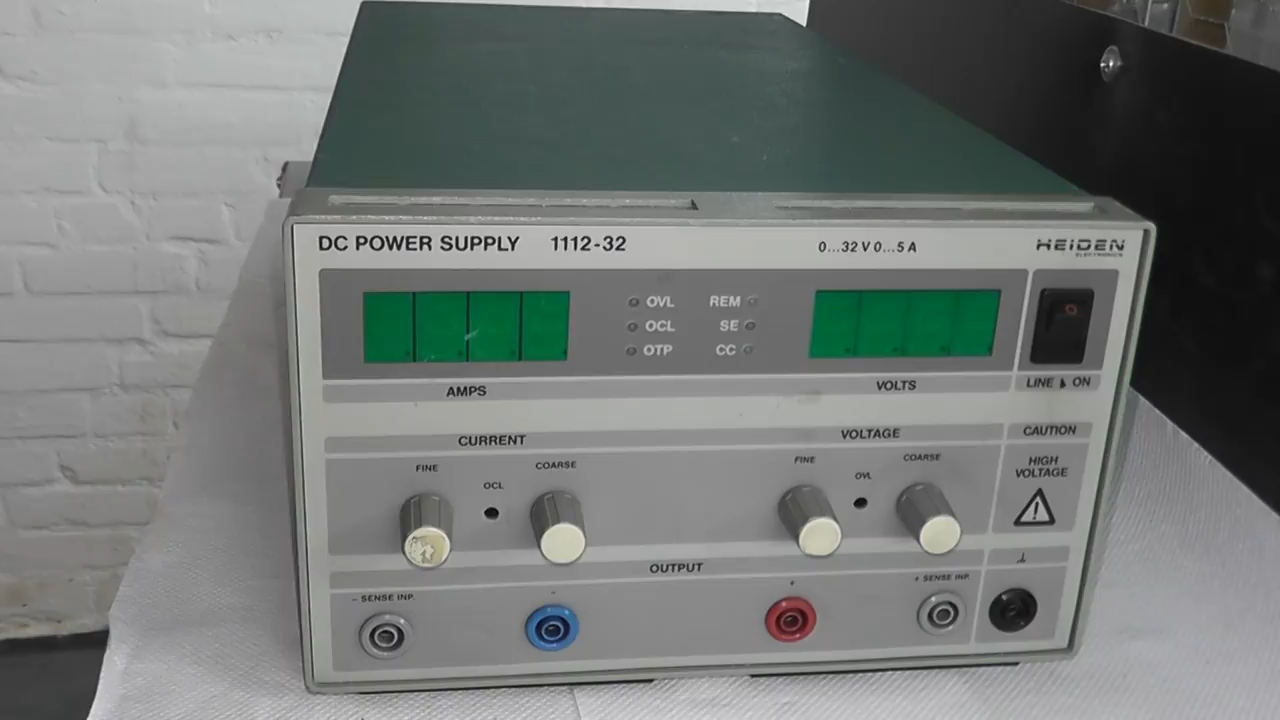 DC POWER SUPPLY 1112-32
0...32 V 0...5 A
HEIDEN
ELECTRONICS
OVL REM
OCL SE
OTP CC
AMPS
VOLTS
LINE ON
CURRENT
VOLTAGE
CAUTION
FINE
OCL
COARSE
FINE
OVL
COARSE
HIGH
VOLTAGE
OUTPUT
- SENSE INP.
-
+
+ SENSE INP.